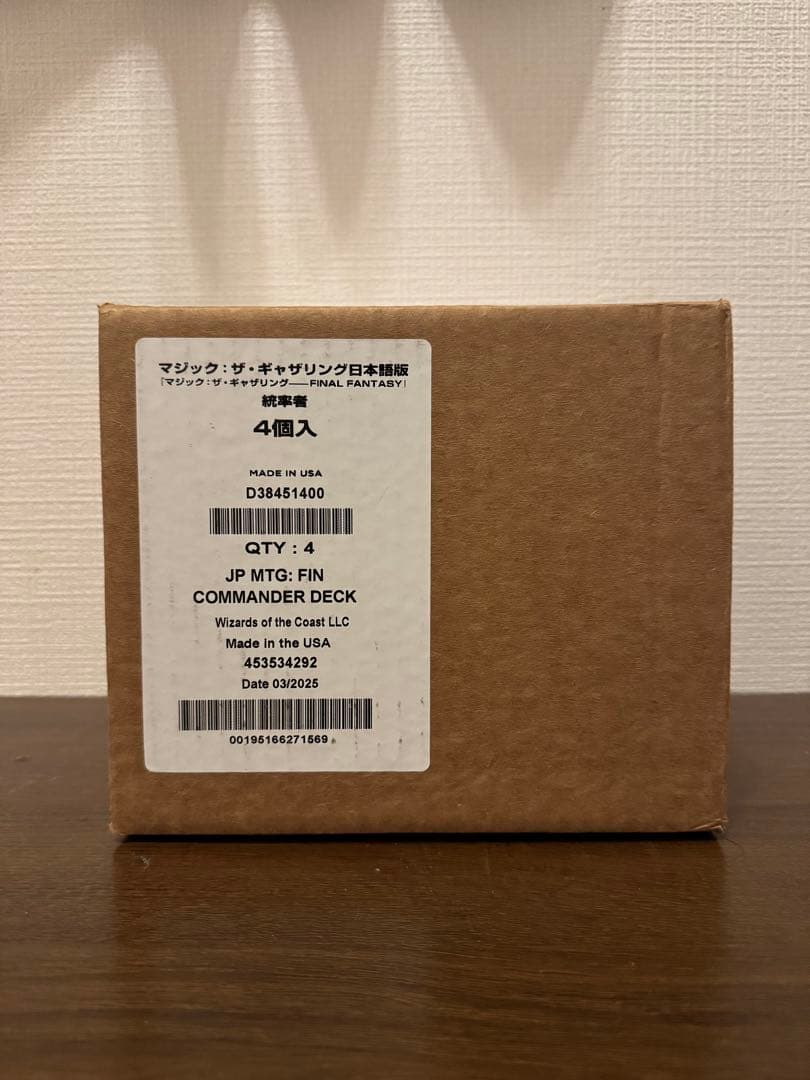 マジック：ザ・ギャザリング日本語版
「マジック：ザ・ギャザリング——FINAL FANTASY」
統率者
4個入
MADE IN USA
D38451400
QTY : 4
JP MTG: FIN
COMMANDER DECK
Wizards of the Coast LLC
Made in the USA
453534292
Date 03/2025
00195166271569